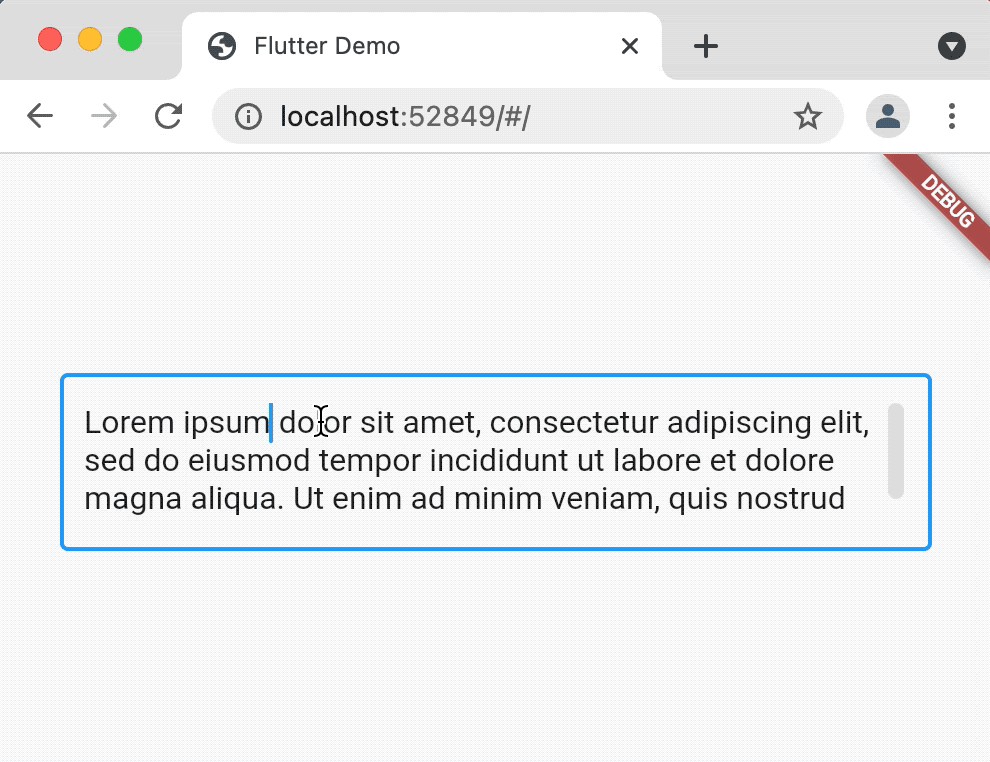 Flutter Demo
localhost:52849/#/
DEBUG
Lorem ipsum dolor sit amet, consectetur adipiscing elit,
sed do eiusmod tempor incididunt ut labore et dolore
magna aliqua. Ut enim ad minim veniam, quis nostrud